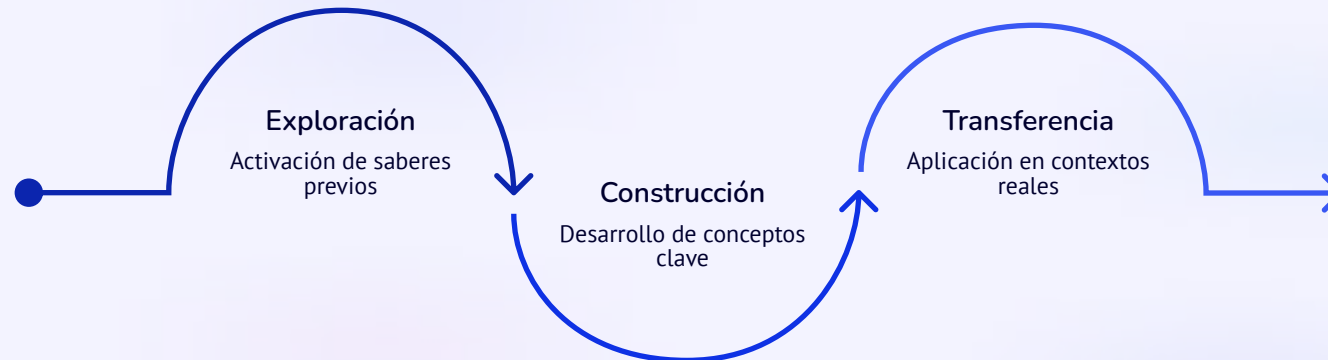 Exploración
Activación de saberes
previos
Construcción
Desarrollo de conceptos
clave
Transferencia
Aplicación en contextos
reales